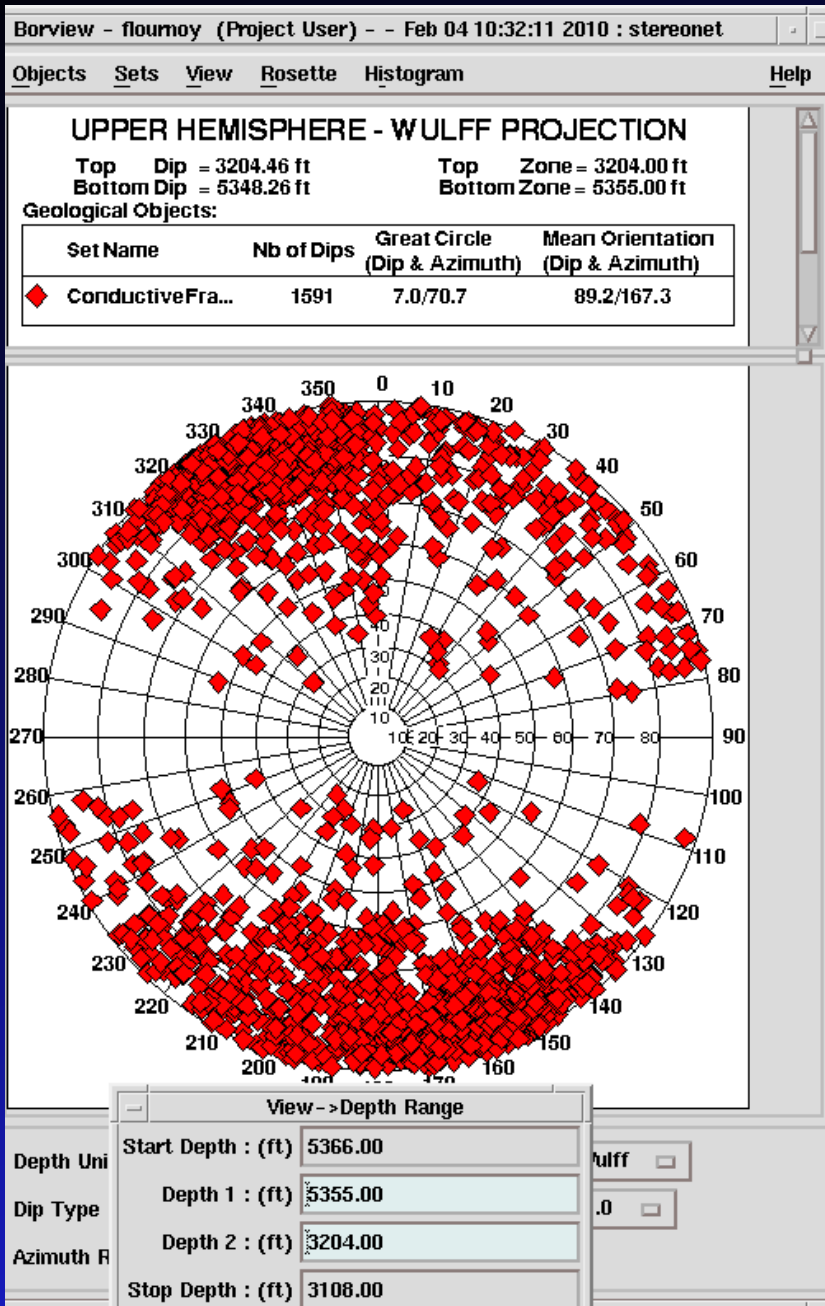 Borview - flournoy (Project User) - - Feb 04 10:32:11 2010 : stereonet
Objects Sets View Rosette Histogram Help
UPPER HEMISPHERE - WULFF PROJECTION
Top Dip = 3204.46 ft Top Zone = 3204.00 ft
Bottom Dip = 5348.26 ft Bottom Zone = 5355.00 ft
Geological Objects:
Set Name Nb of Dips Great Circle (Dip & Azimuth) Mean Orientation (Dip & Azimuth)
ConductiveFra... 1591 7.0/70.7 89.2/167.3
350 0 10
340 20
330 30
320 40
310 50
300 60
290 70
280 80
40
30
20
10
270 10 20 30 40 50 60 70 80 90
260 100
250 110
240 120
230 130
220 140
210 150
200 160
170
View->Depth Range
Start Depth : (ft) 5366.00
Depth Uni
Depth 1 : (ft) 5355.00
Dip Type .0
Depth 2 : (ft) 3204.00
Azimuth R
Stop Depth : (ft) 3108.00